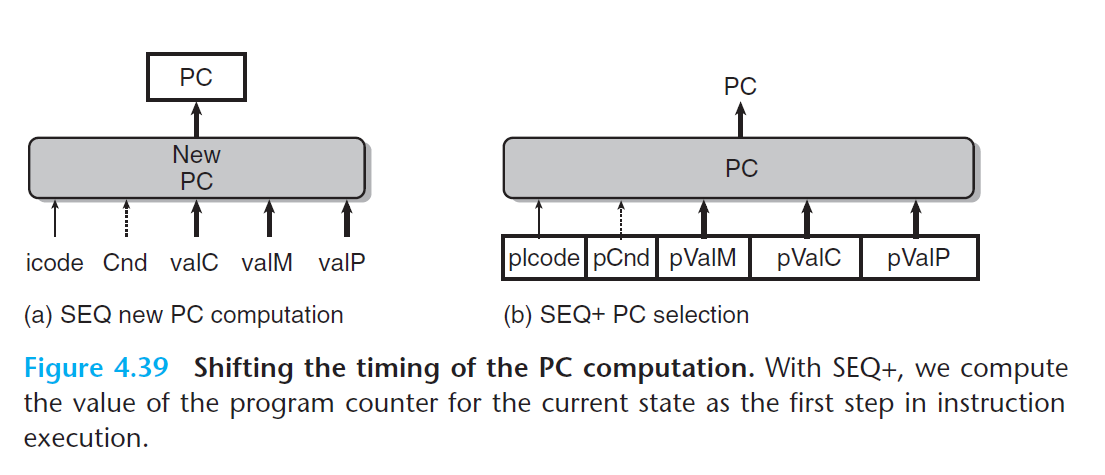 PC
New
PC
icode Cnd valC valM valP
(a) SEQ new PC computation
PC
PC
pIcode pCnd pValM pValC pValP
(b) SEQ+ PC selection
Figure 4.39 Shifting the timing of the PC computation. With SEQ+, we compute
the value of the program counter for the current state as the first step in instruction
execution.